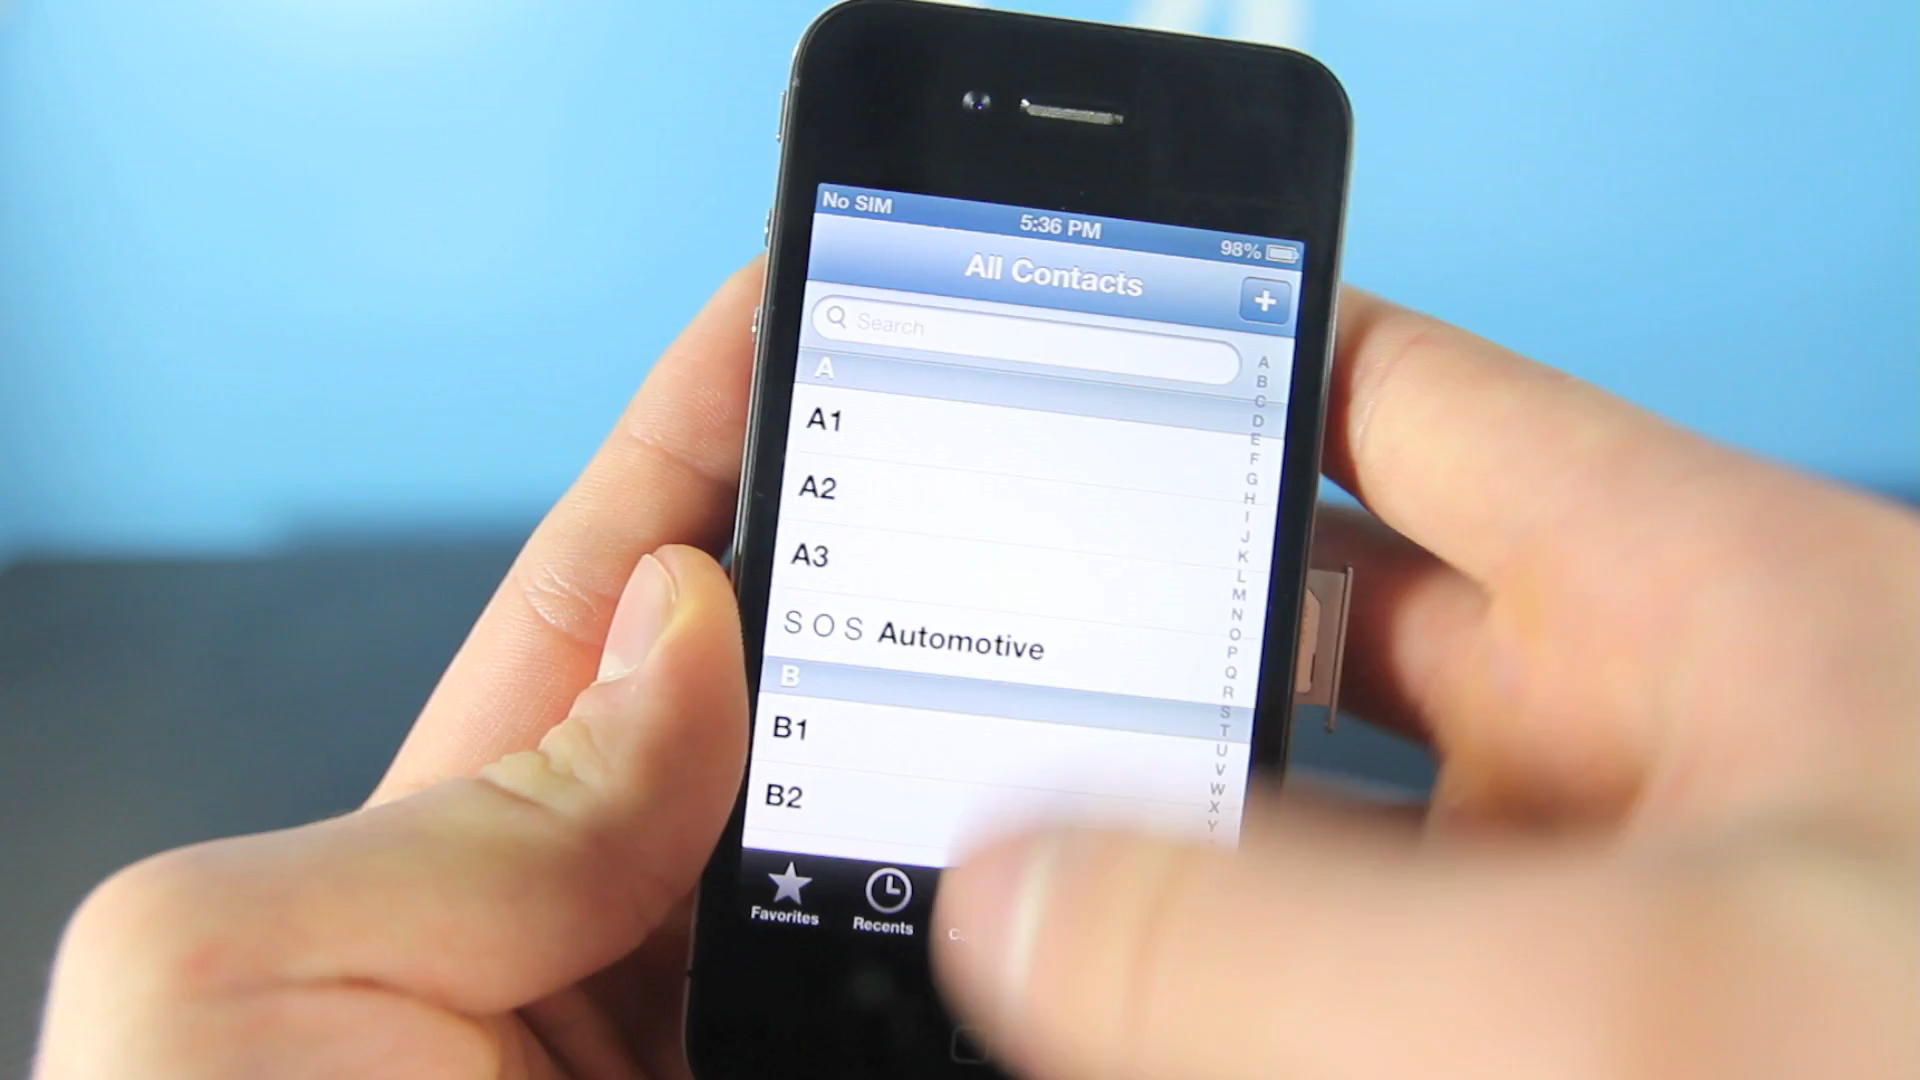 No SIM
5:36 PM
98%
All Contacts
+
Search
A
A1
A2
A3
S O S Automotive
B
B1
B2
A
B
C
D
E
F
G
H
I
J
K
L
M
N
O
P
Q
R
S
T
U
V
W
X
Y
Favorites
Recents